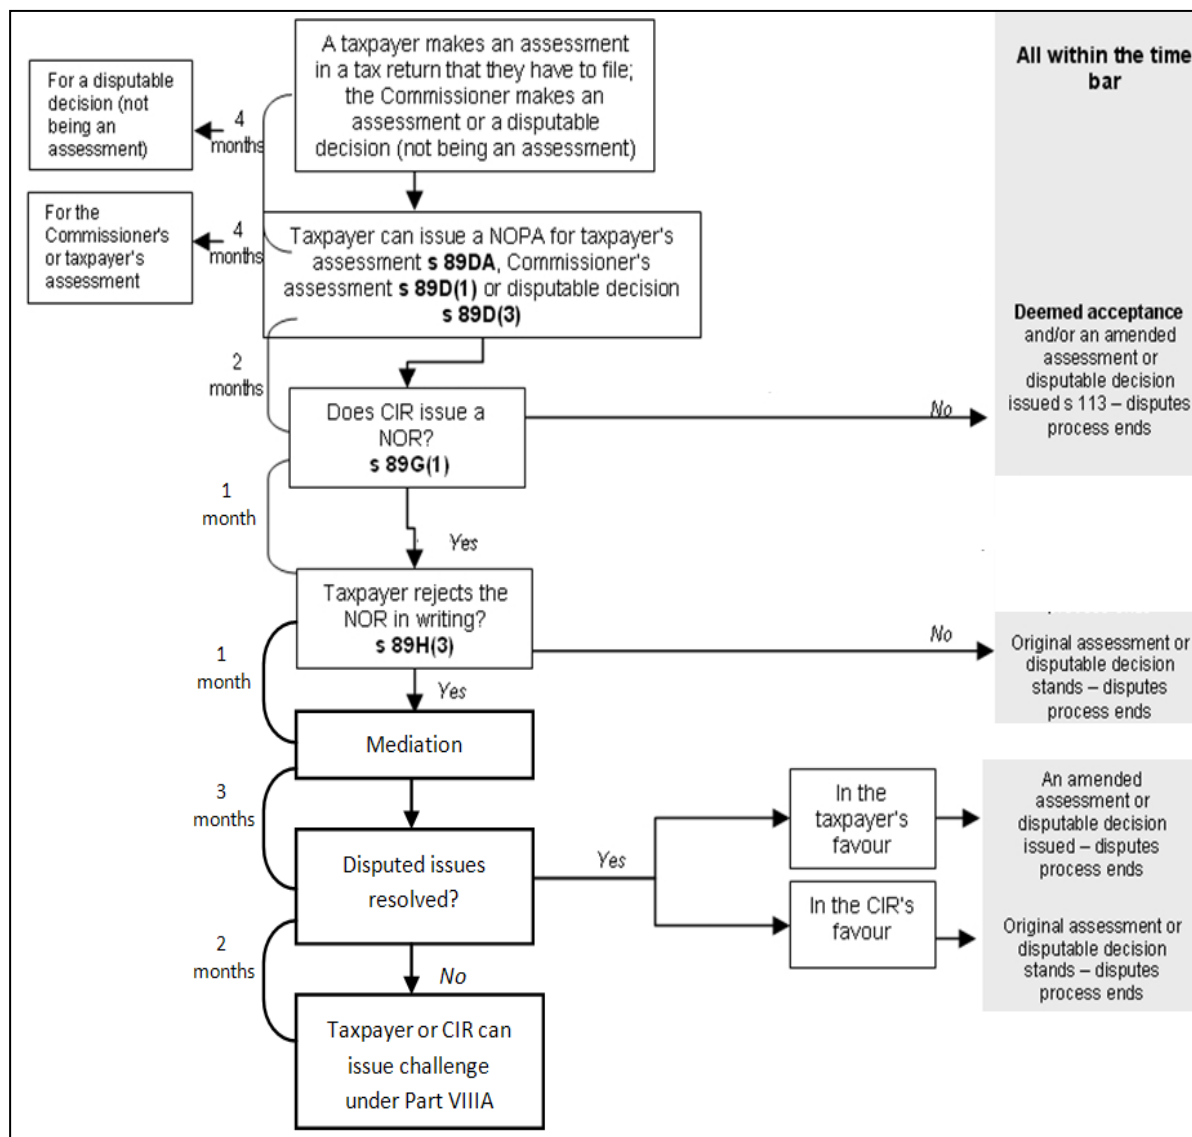 A taxpayer makes an assessment
in a tax return that they have to file;
the Commissioner makes an
assessment or a disputable
decision (not being an assessment)
All within the time
bar
For a disputable
decision (not
being an
assessment)
4
months
For the
Commissioner's
or taxpayer's
assessment
4
months
Taxpayer can issue a NOPA for taxpayer's
assessment s 89DA, Commissioner's
assessment s 89D(1) or disputable decision
s 89D(3)
Deemed acceptance
and/or an amended
assessment or
disputable decision
issued s 113 – disputes
process ends
2
months
Does CIR issue a
NOR?
s 89G(1)
No
1
month
Yes
Taxpayer rejects the
NOR in writing?
s 89H(3)
No
Original assessment or
disputable decision
stands – disputes
process ends
1
month
Yes
Mediation
3
months
Disputed issues
resolved?
Yes
In the
taxpayer's
favour
An amended
assessment or
disputable decision
issued – disputes
process ends
In the CIR's
favour
Original assessment or
disputable decision
stands – disputes
process ends
2
months
No
Taxpayer or CIR can
issue challenge
under Part VIIIA